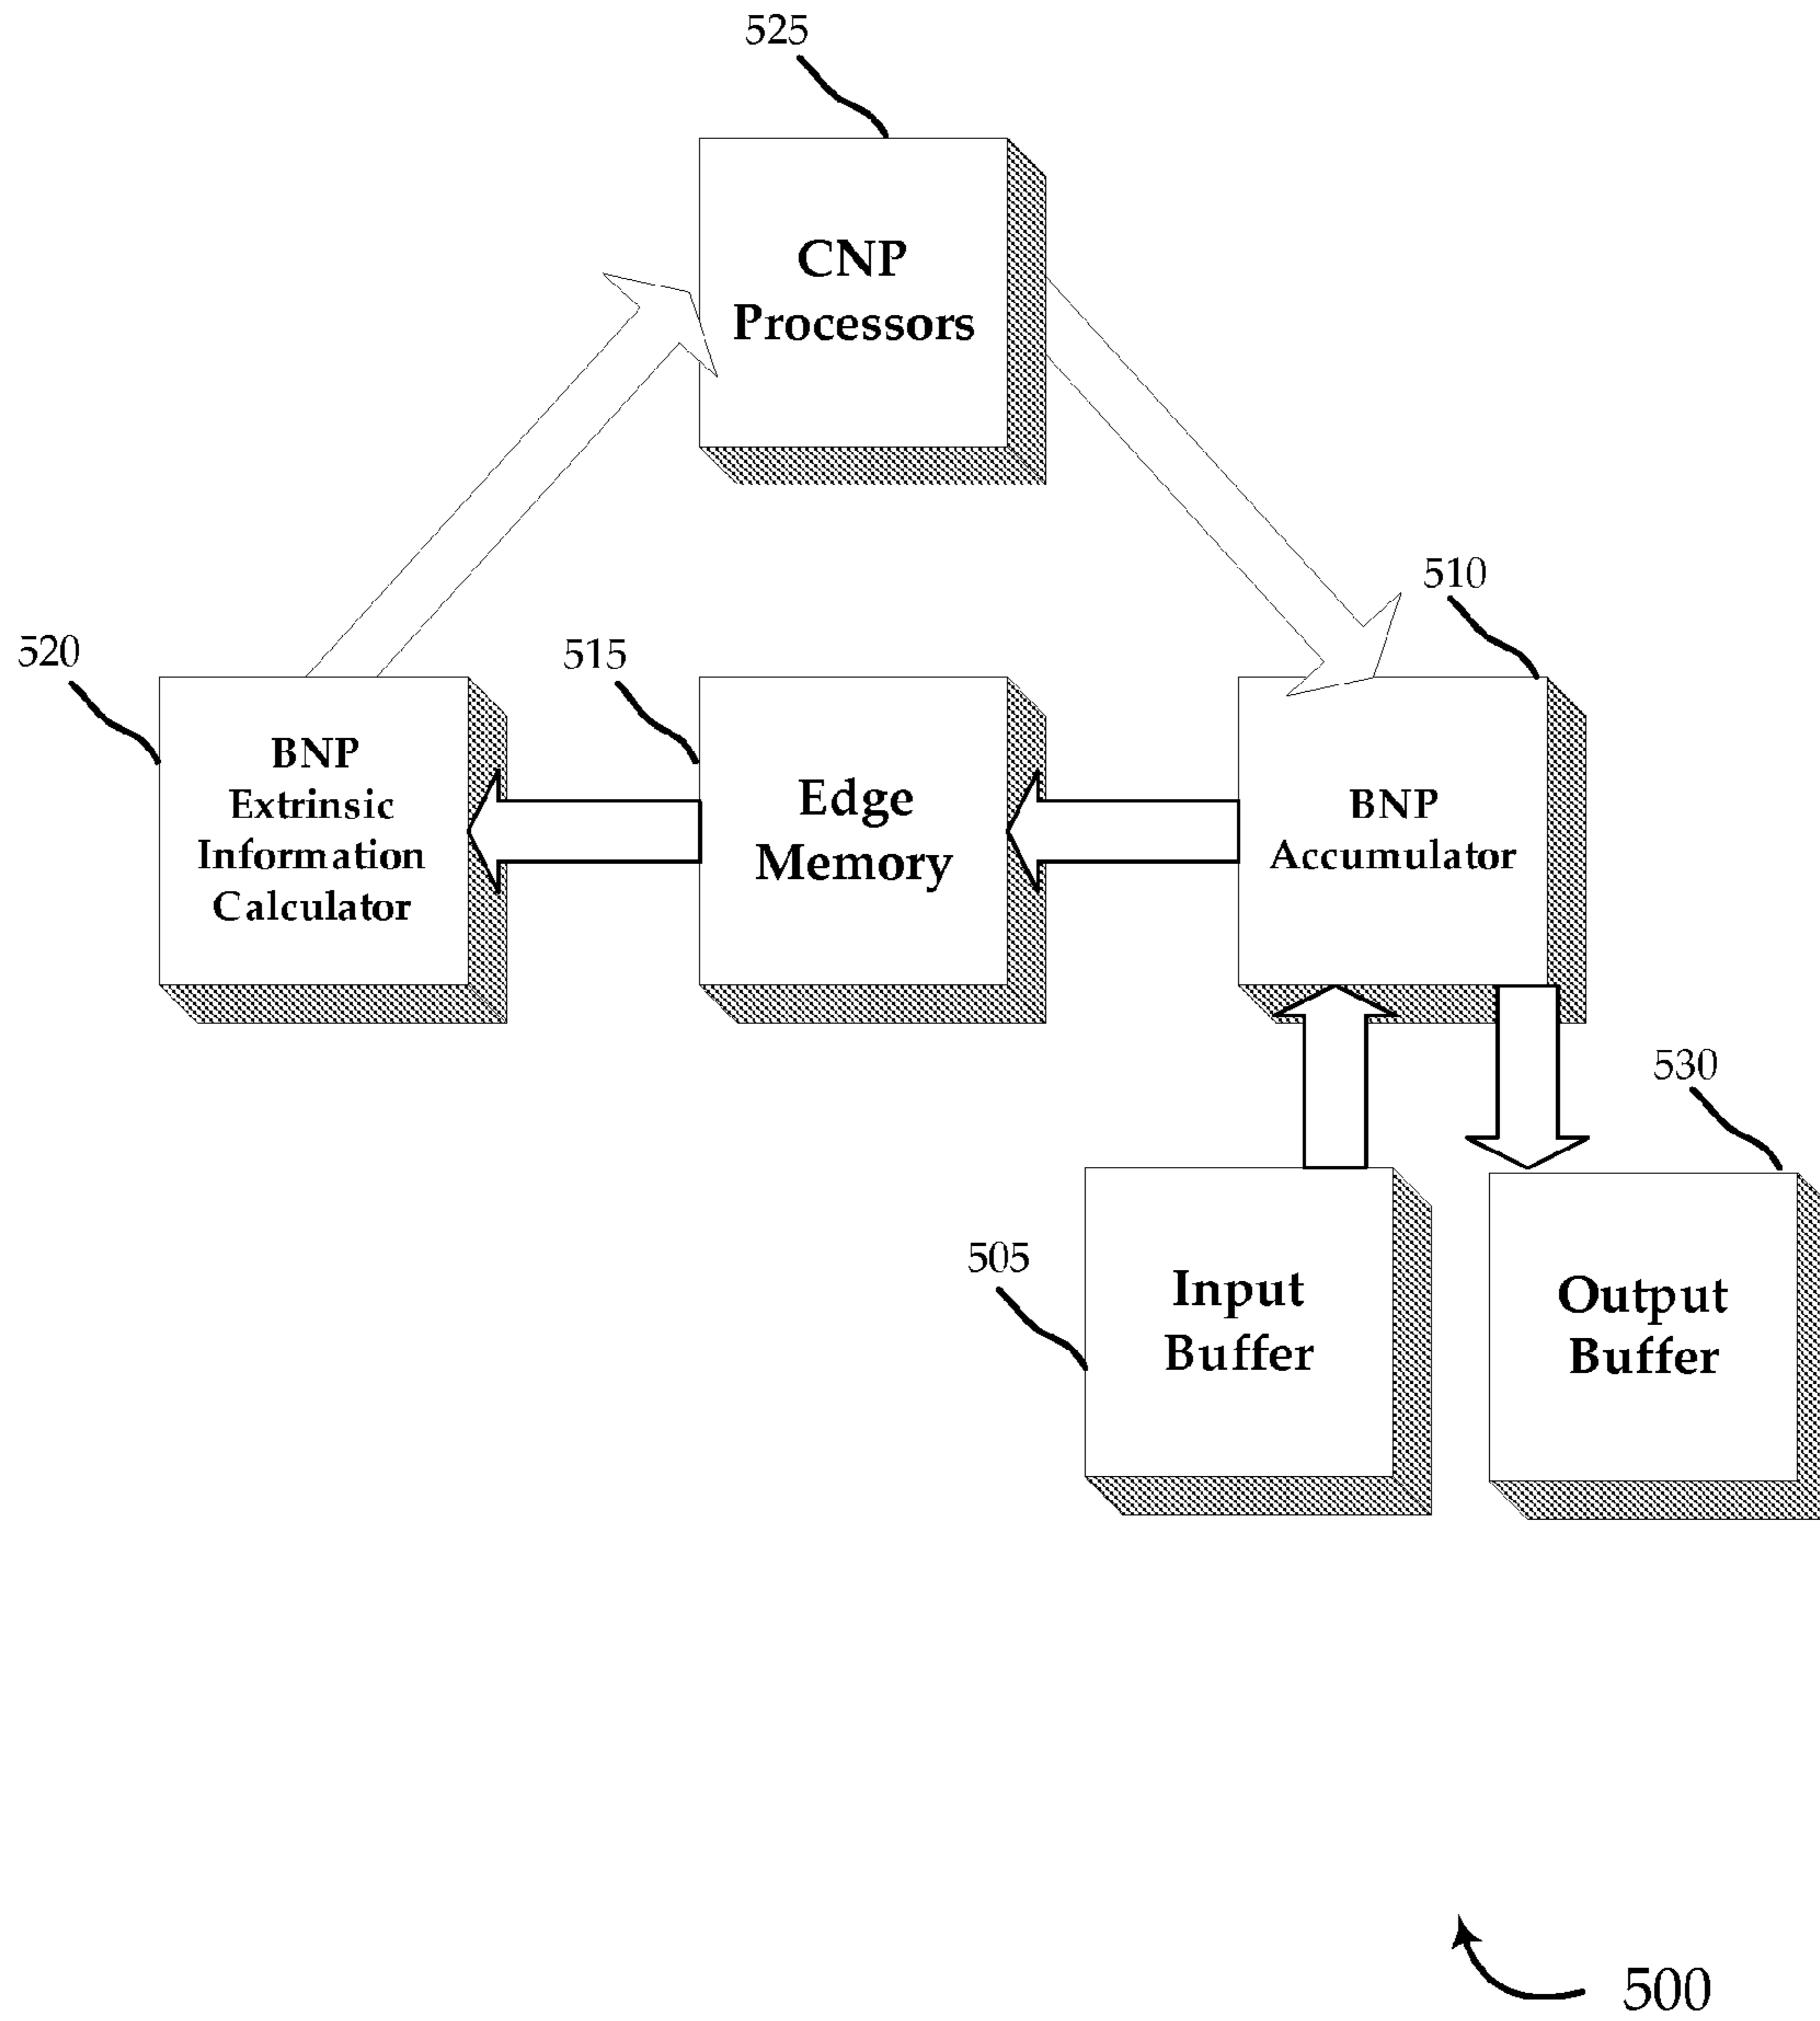 525
CNP
Processors
510
520
515
BNP
Extrinsic
Information
Calculator
Edge
Memory
BNP
Accumulator
530
505
Input
Buffer
Output
Buffer
500